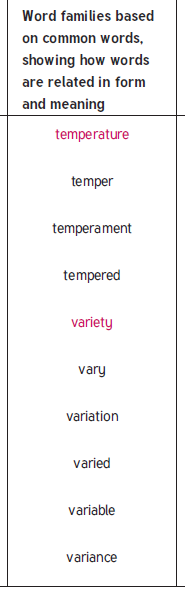 Word families based
on common words,
showing how words
are related in form
and meaning
temperature
temper
temperament
tempered
variety
vary
variation
varied
variable
variance